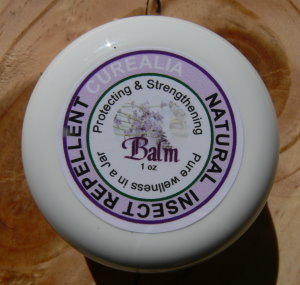 CUREALIA
NATURAL INSECT REPELLENT
Protecting & Strengthening
Balm
1 oz
Pure wellness in a Jar